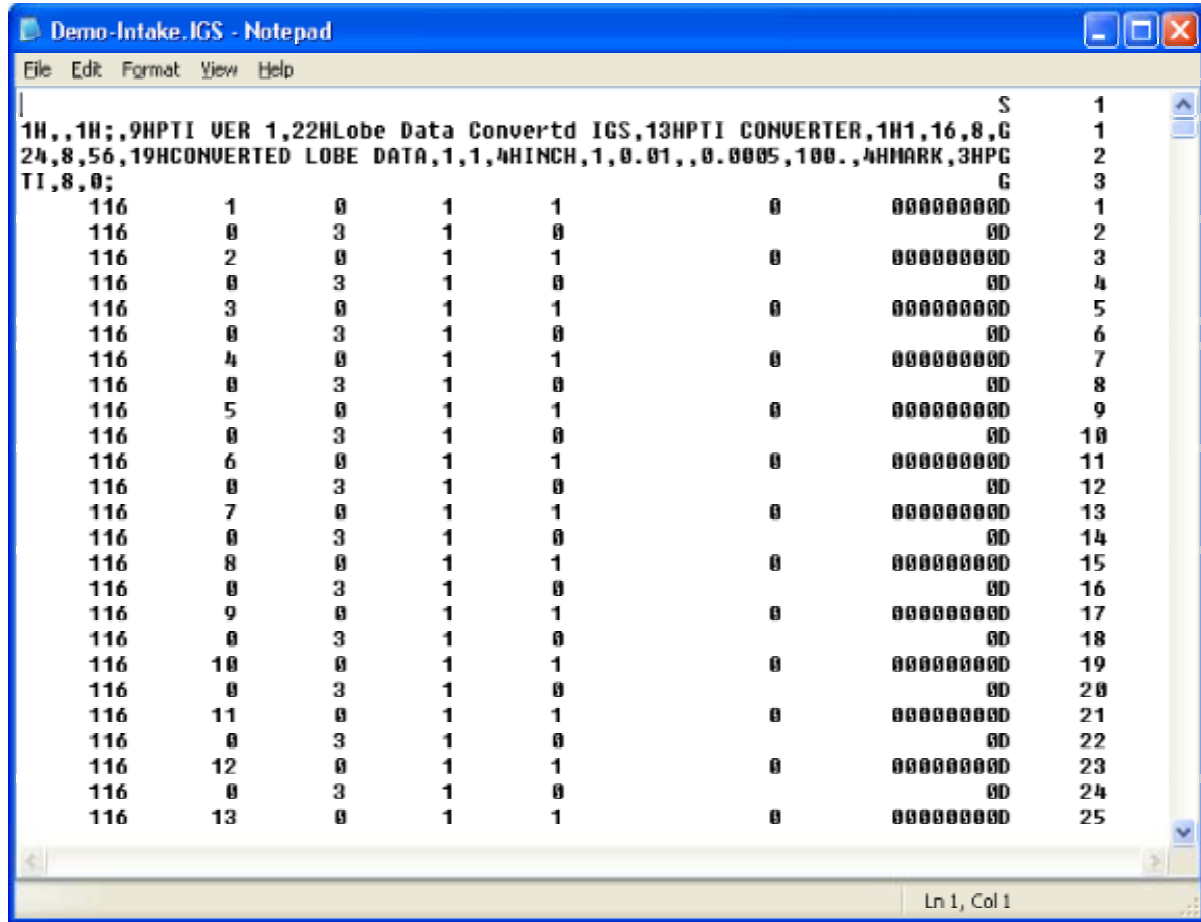 Demo-Intake.IGS - Notepad
File Edit Format View Help
S 1
1H,,1H;,9HPTI VER 1,22HLobe Data Convertd IGS,13HPTI CONVERTER,1H1,16,8,G 1
24,8,56,19HCONVERTED LOBE DATA,1,1,4HINCH,1,0.01,,0.0005,100.,4HMARK,3HPG 2
TI,8,0; G 3
116 1 0 1 1 0 00000000D 1
116 0 3 1 0 0D 2
116 2 0 1 1 0 00000000D 3
116 0 3 1 0 0D 4
116 3 0 1 1 0 00000000D 5
116 0 3 1 0 0D 6
116 4 0 1 1 0 00000000D 7
116 0 3 1 0 0D 8
116 5 0 1 1 0 00000000D 9
116 0 3 1 0 0D 10
116 6 0 1 1 0 00000000D 11
116 0 3 1 0 0D 12
116 7 0 1 1 0 00000000D 13
116 0 3 1 0 0D 14
116 8 0 1 1 0 00000000D 15
116 0 3 1 0 0D 16
116 9 0 1 1 0 00000000D 17
116 0 3 1 0 0D 18
116 10 0 1 1 0 00000000D 19
116 0 3 1 0 0D 20
116 11 0 1 1 0 00000000D 21
116 0 3 1 0 0D 22
116 12 0 1 1 0 00000000D 23
116 0 3 1 0 0D 24
116 13 0 1 1 0 00000000D 25
Ln 1, Col 1